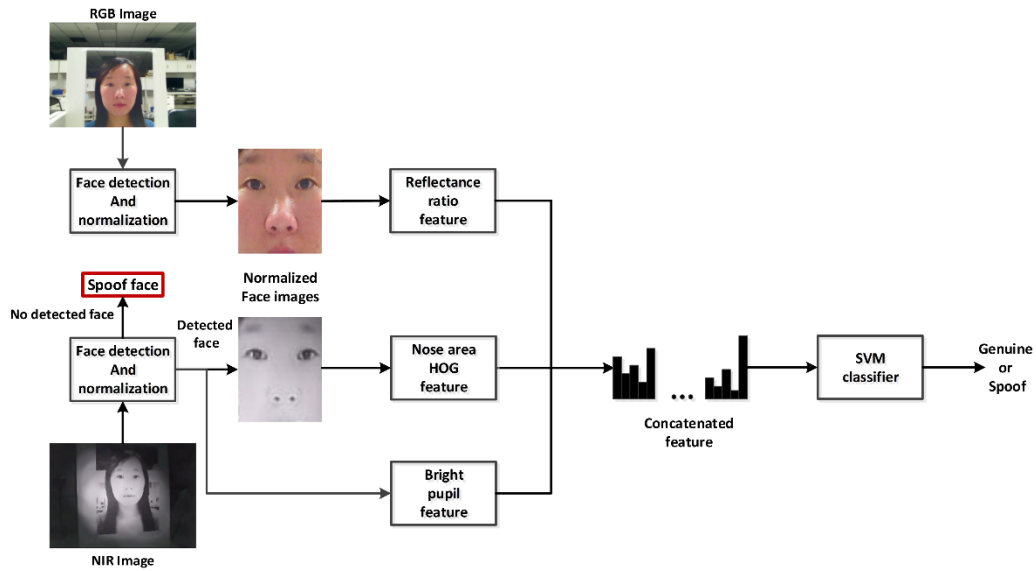 RGB Image
Face detection
And
normalization
Reflectance
ratio
feature
Normalized
Face images
Spoof face
No detected face
Detected
face
Face detection
And
normalization
Nose area
HOG
feature
...
Concatenated
feature
SVM
classifier
Genuine
or
Spoof
Bright
pupil
feature
NIR Image